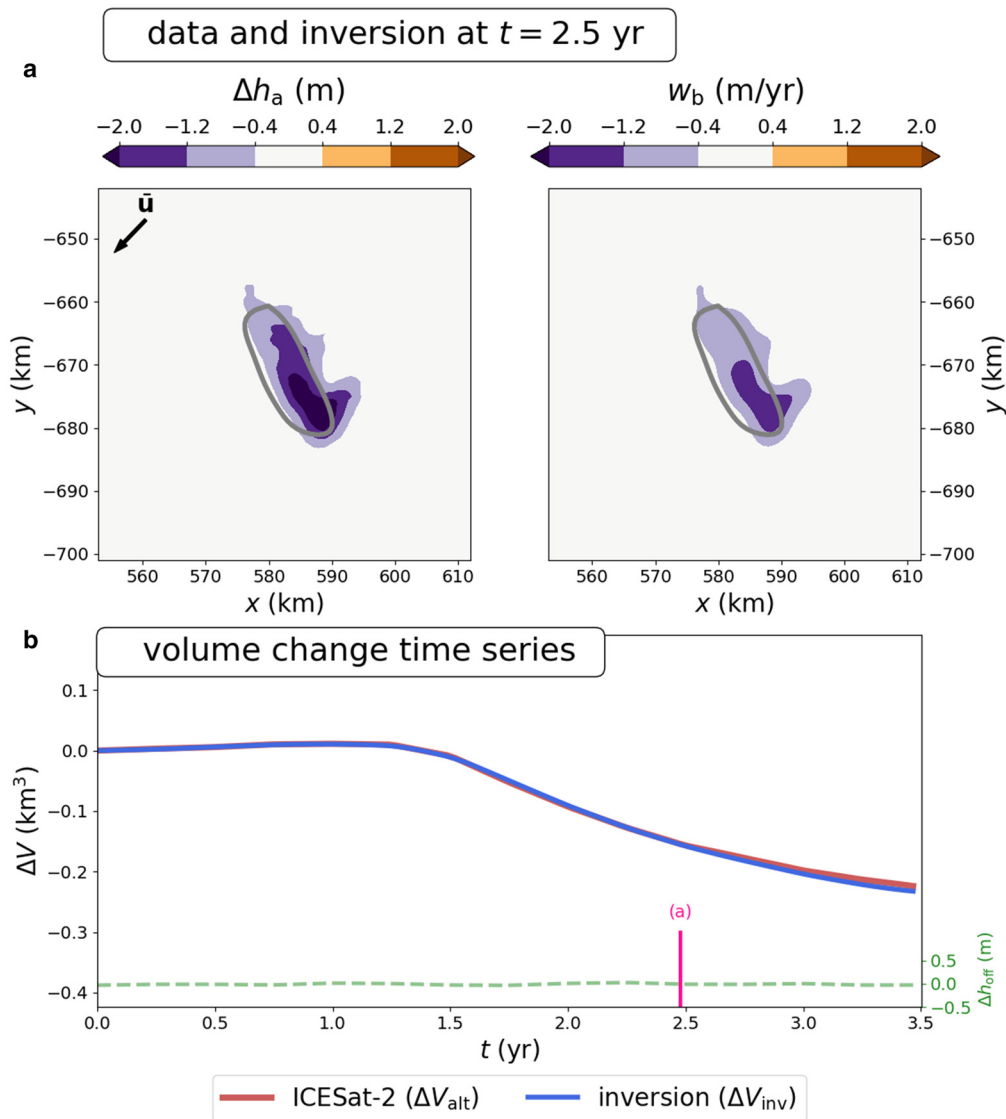 data and inversion at t = 2.5 yr
a
Δhₐ (m)
w_b (m/yr)
−2.0 −1.2 −0.4 0.4 1.2 2.0
−2.0 −1.2 −0.4 0.4 1.2 2.0
ū
−650
−660
−670
−680
−690
−700
y (km)
560 570 580 590 600 610
x (km)
−650
−660
−670
−680
−690
−700
y (km)
560 570 580 590 600 610
x (km)
b
volume change time series
0.1
0.0
−0.1
−0.2
−0.3
−0.4
ΔV (km³)
(a)
0.5
0.0
−0.5
Δh_off (m)
0.0 0.5 1.0 1.5 2.0 2.5 3.0 3.5
t (yr)
ICESat-2 (ΔV_alt) inversion (ΔV_inv)